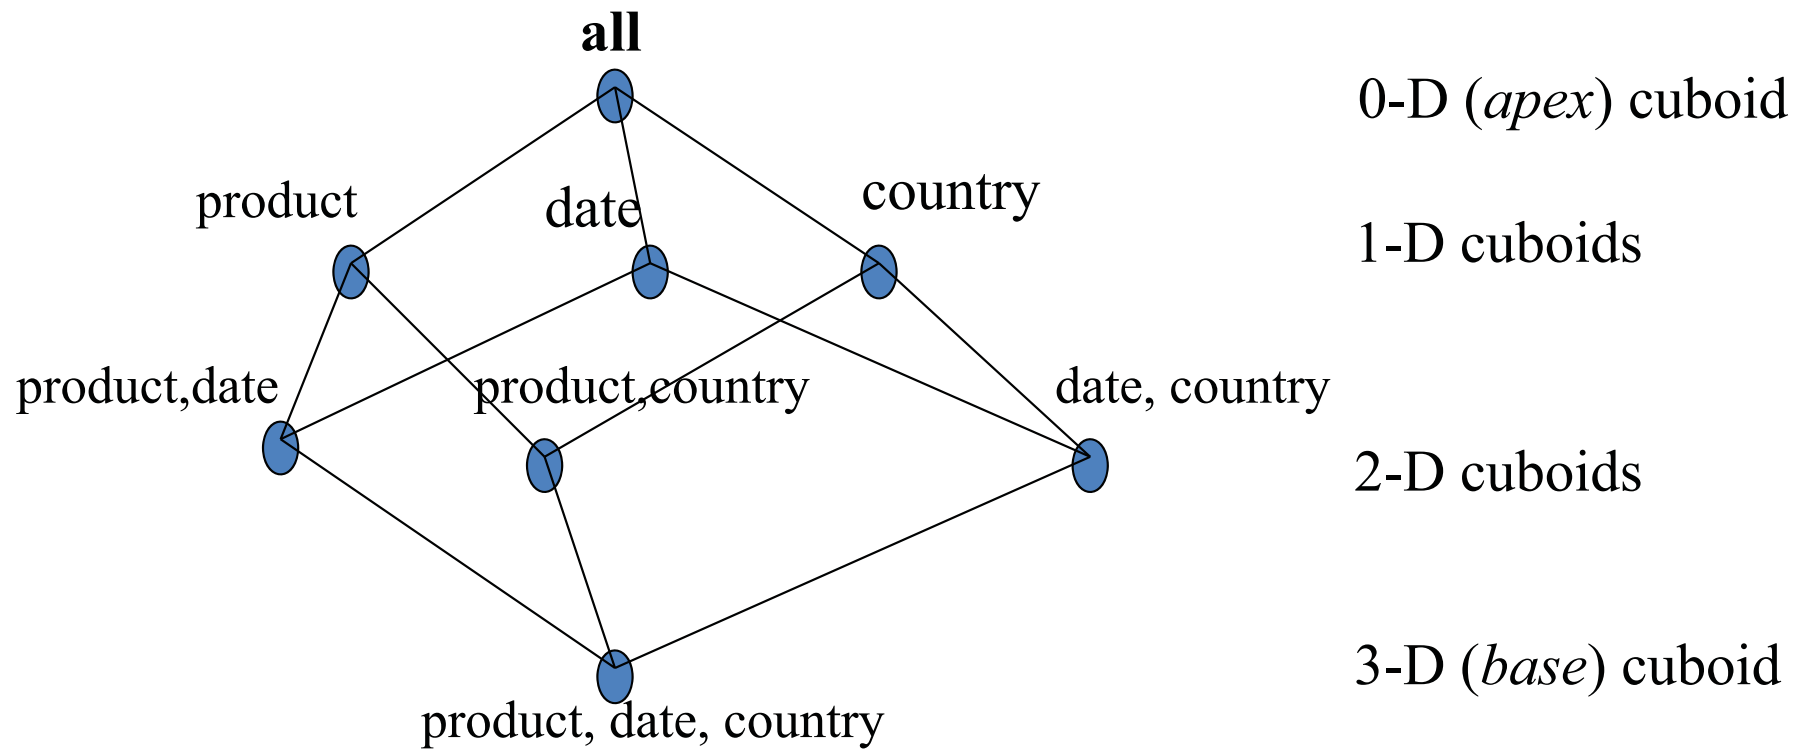 all
0-D (apex) cuboid
product
date
country
1-D cuboids
product,date
product,country
date, country
2-D cuboids
3-D (base) cuboid
product, date, country